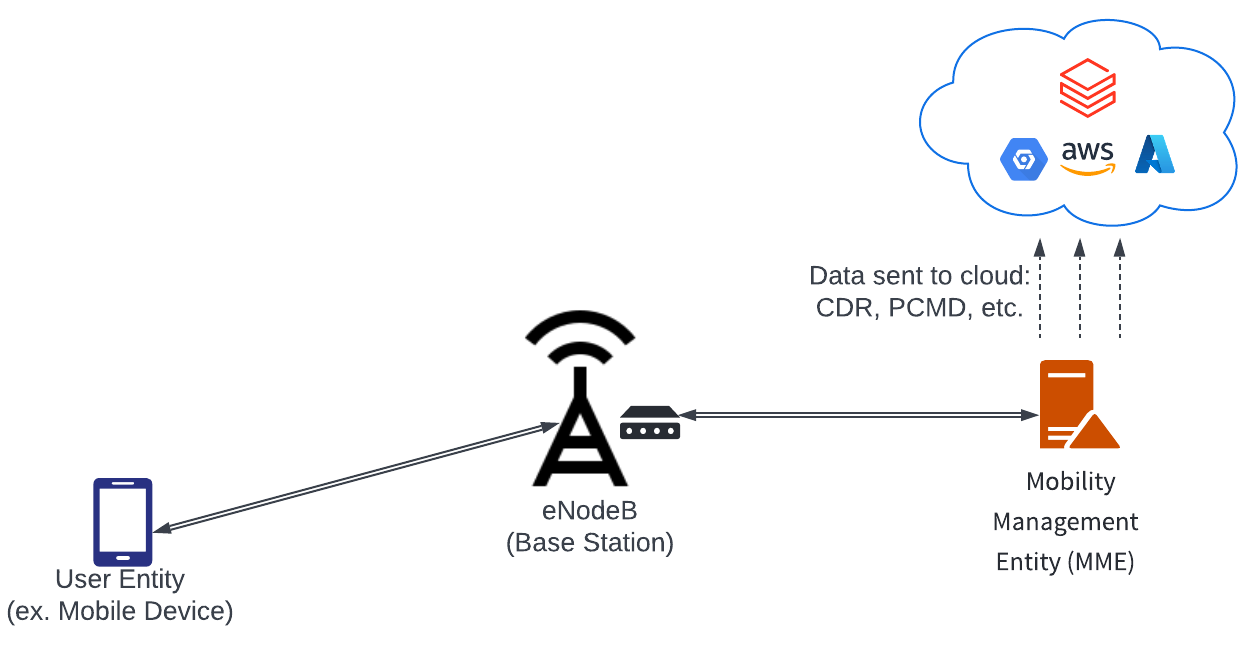 aws
Data sent to cloud:
CDR, PCMD, etc.
eNodeB
(Base Station)
Mobility
Management
Entity (MME)
User Entity
(ex. Mobile Device)